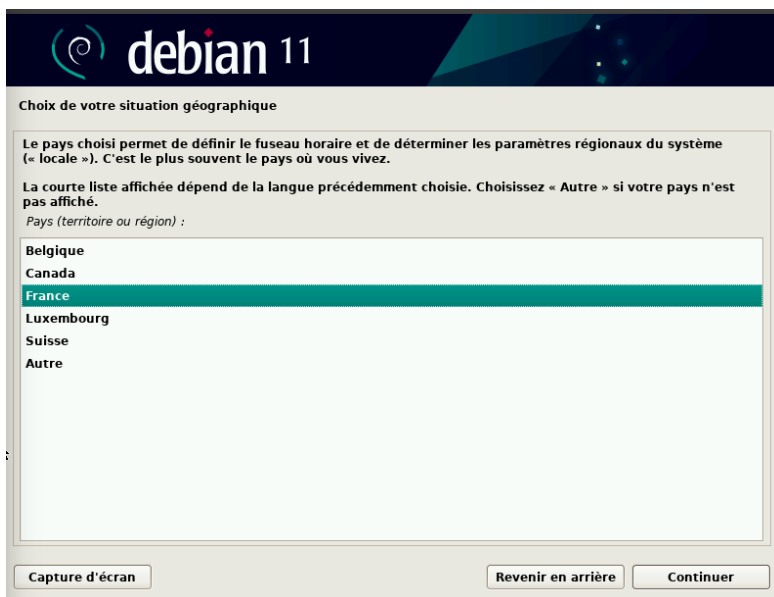 debian 11
Choix de votre situation géographique
Le pays choisi permet de définir le fuseau horaire et de déterminer les paramètres régionaux du système
(« locale »). C'est le plus souvent le pays où vous vivez.
La courte liste affichée dépend de la langue précédemment choisie. Choisissez « Autre » si votre pays n'est
pas affiché.
Pays (territoire ou région) :
Belgique
Canada
France
Luxembourg
Suisse
Autre
Capture d'écran
Revenir en arrière
Continuer